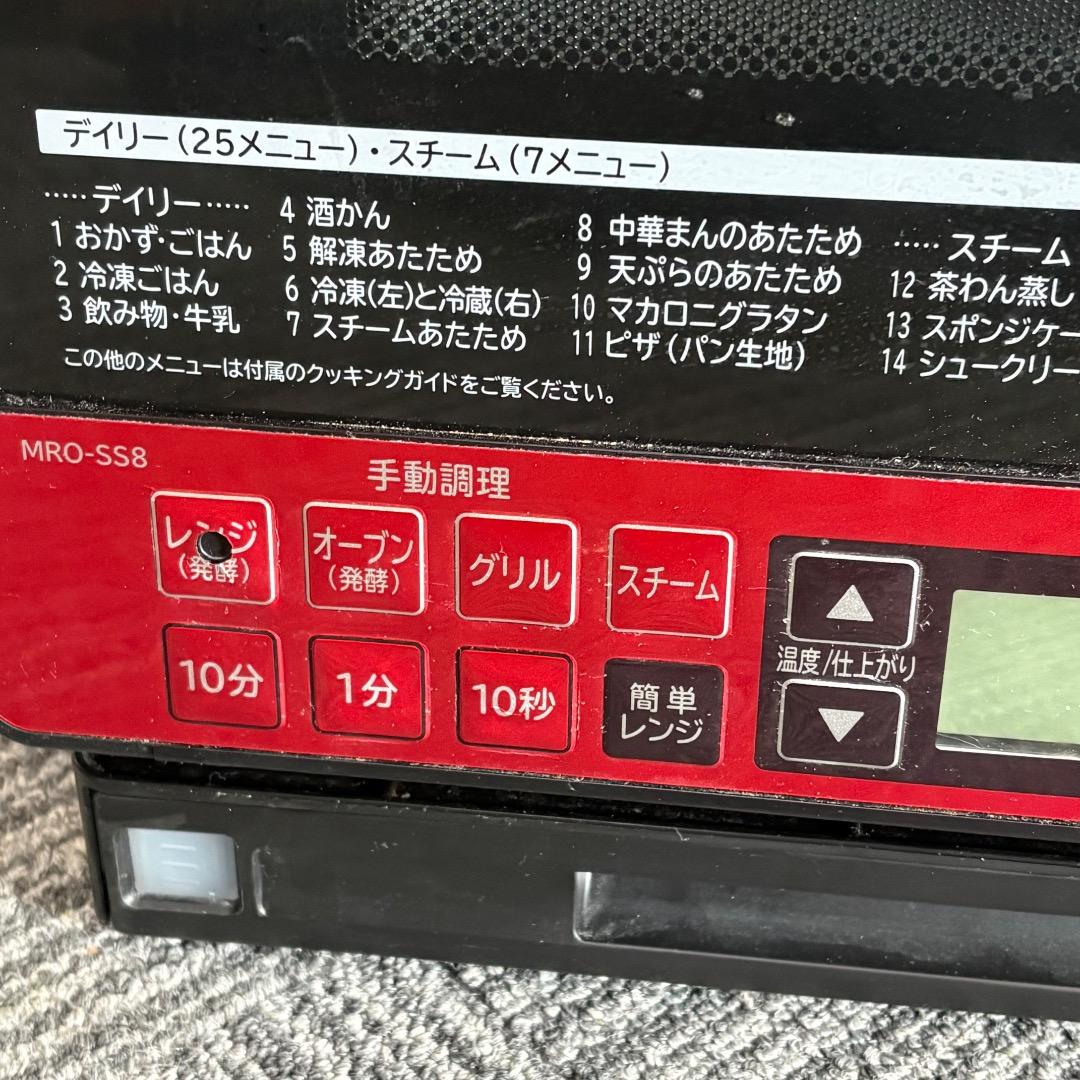 デイリー(25メニュー)・スチーム(7メニュー)
‥‥‥デイリー‥‥‥
1 おかず・ごはん
2 冷凍ごはん
3 飲み物・牛乳
4 酒かん
5 解凍あたため
6 冷凍(左)と冷蔵(右)
7 スチームあたため
8 中華まんのあたため
9 天ぷらのあたため
10 マカロニグラタン
11 ピザ(パン生地)
‥‥‥スチーム
12 茶わん蒸し
13 スポンジケー
14 シュークリー
この他のメニューは付属のクッキングガイドをご覧ください。
MRO-SS8
手動調理
レンジ
(発酵)
オーブン
(発酵)
グリル
スチーム
10分
1分
10秒
簡単
レンジ
▲
温度/仕上がり
▼